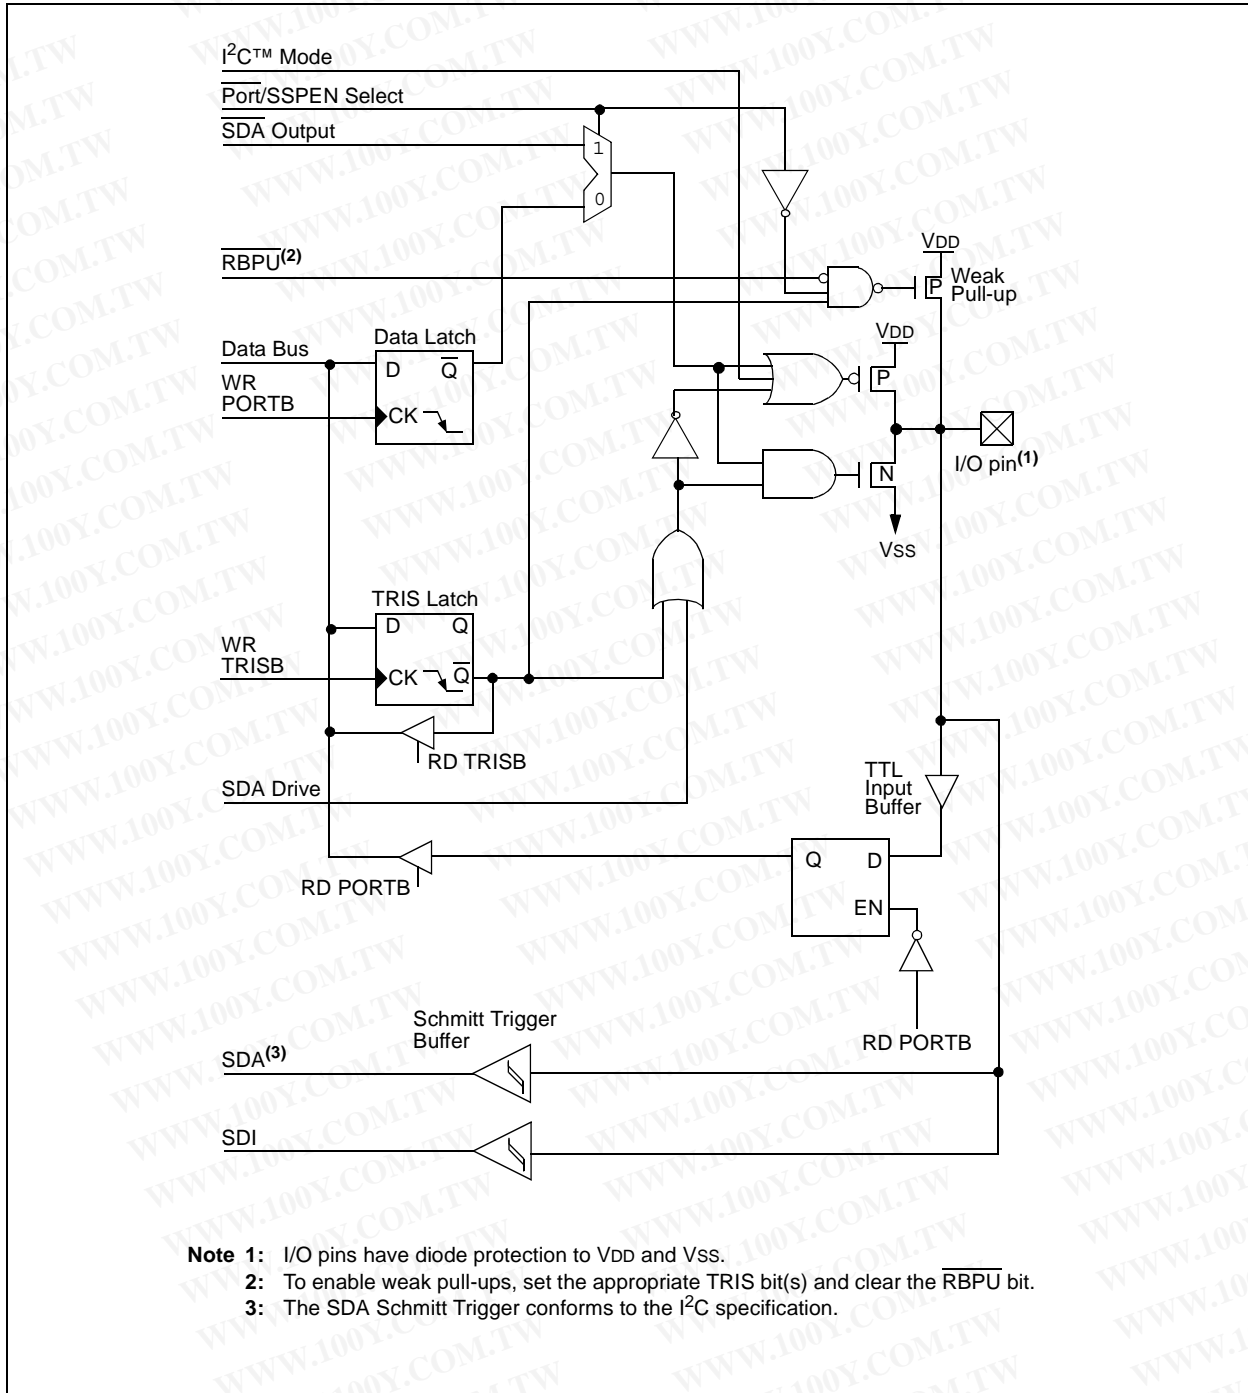 I²C™ Mode
Port/SSPEN Select
SDA Output
1
0
RBPU(2)
VDD
Weak
Pull-up
P
Data Latch
VDD
Data Bus
D Q
P
WR
PORTB
CK
I/O pin(1)
N
VSS
TRIS Latch
D Q
WR
TRISB
CK Q
RD TRISB
TTL
Input
Buffer
SDA Drive
Q D
RD PORTB
EN
Schmitt Trigger
Buffer
RD PORTB
SDA(3)
SDI
Note 1: I/O pins have diode protection to VDD and VSS.
2: To enable weak pull-ups, set the appropriate TRIS bit(s) and clear the RBPU bit.
3: The SDA Schmitt Trigger conforms to the I²C specification.
WWW.100Y.COM.TW